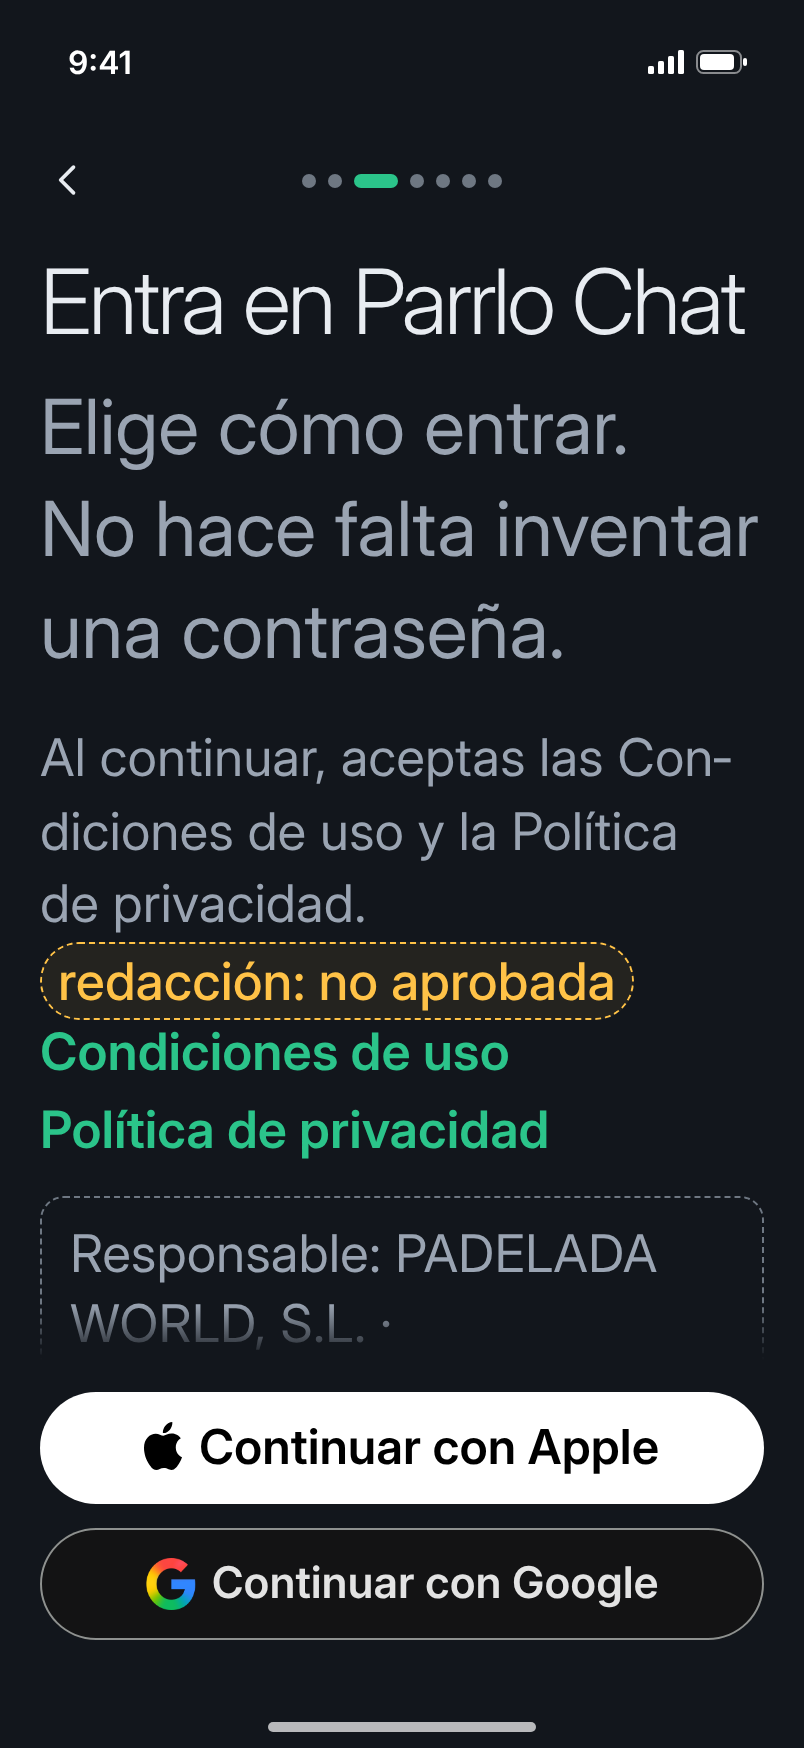 9:41
Entra en Parrlo Chat
Elige cómo entrar.
No hace falta inventar
una contraseña.
Al continuar, aceptas las Con-
diciones de uso y la Política
de privacidad.
redacción: no aprobada
Condiciones de uso
Política de privacidad
Responsable: PADELADA
WORLD, S.L. ·
Continuar con Apple
Continuar con Google